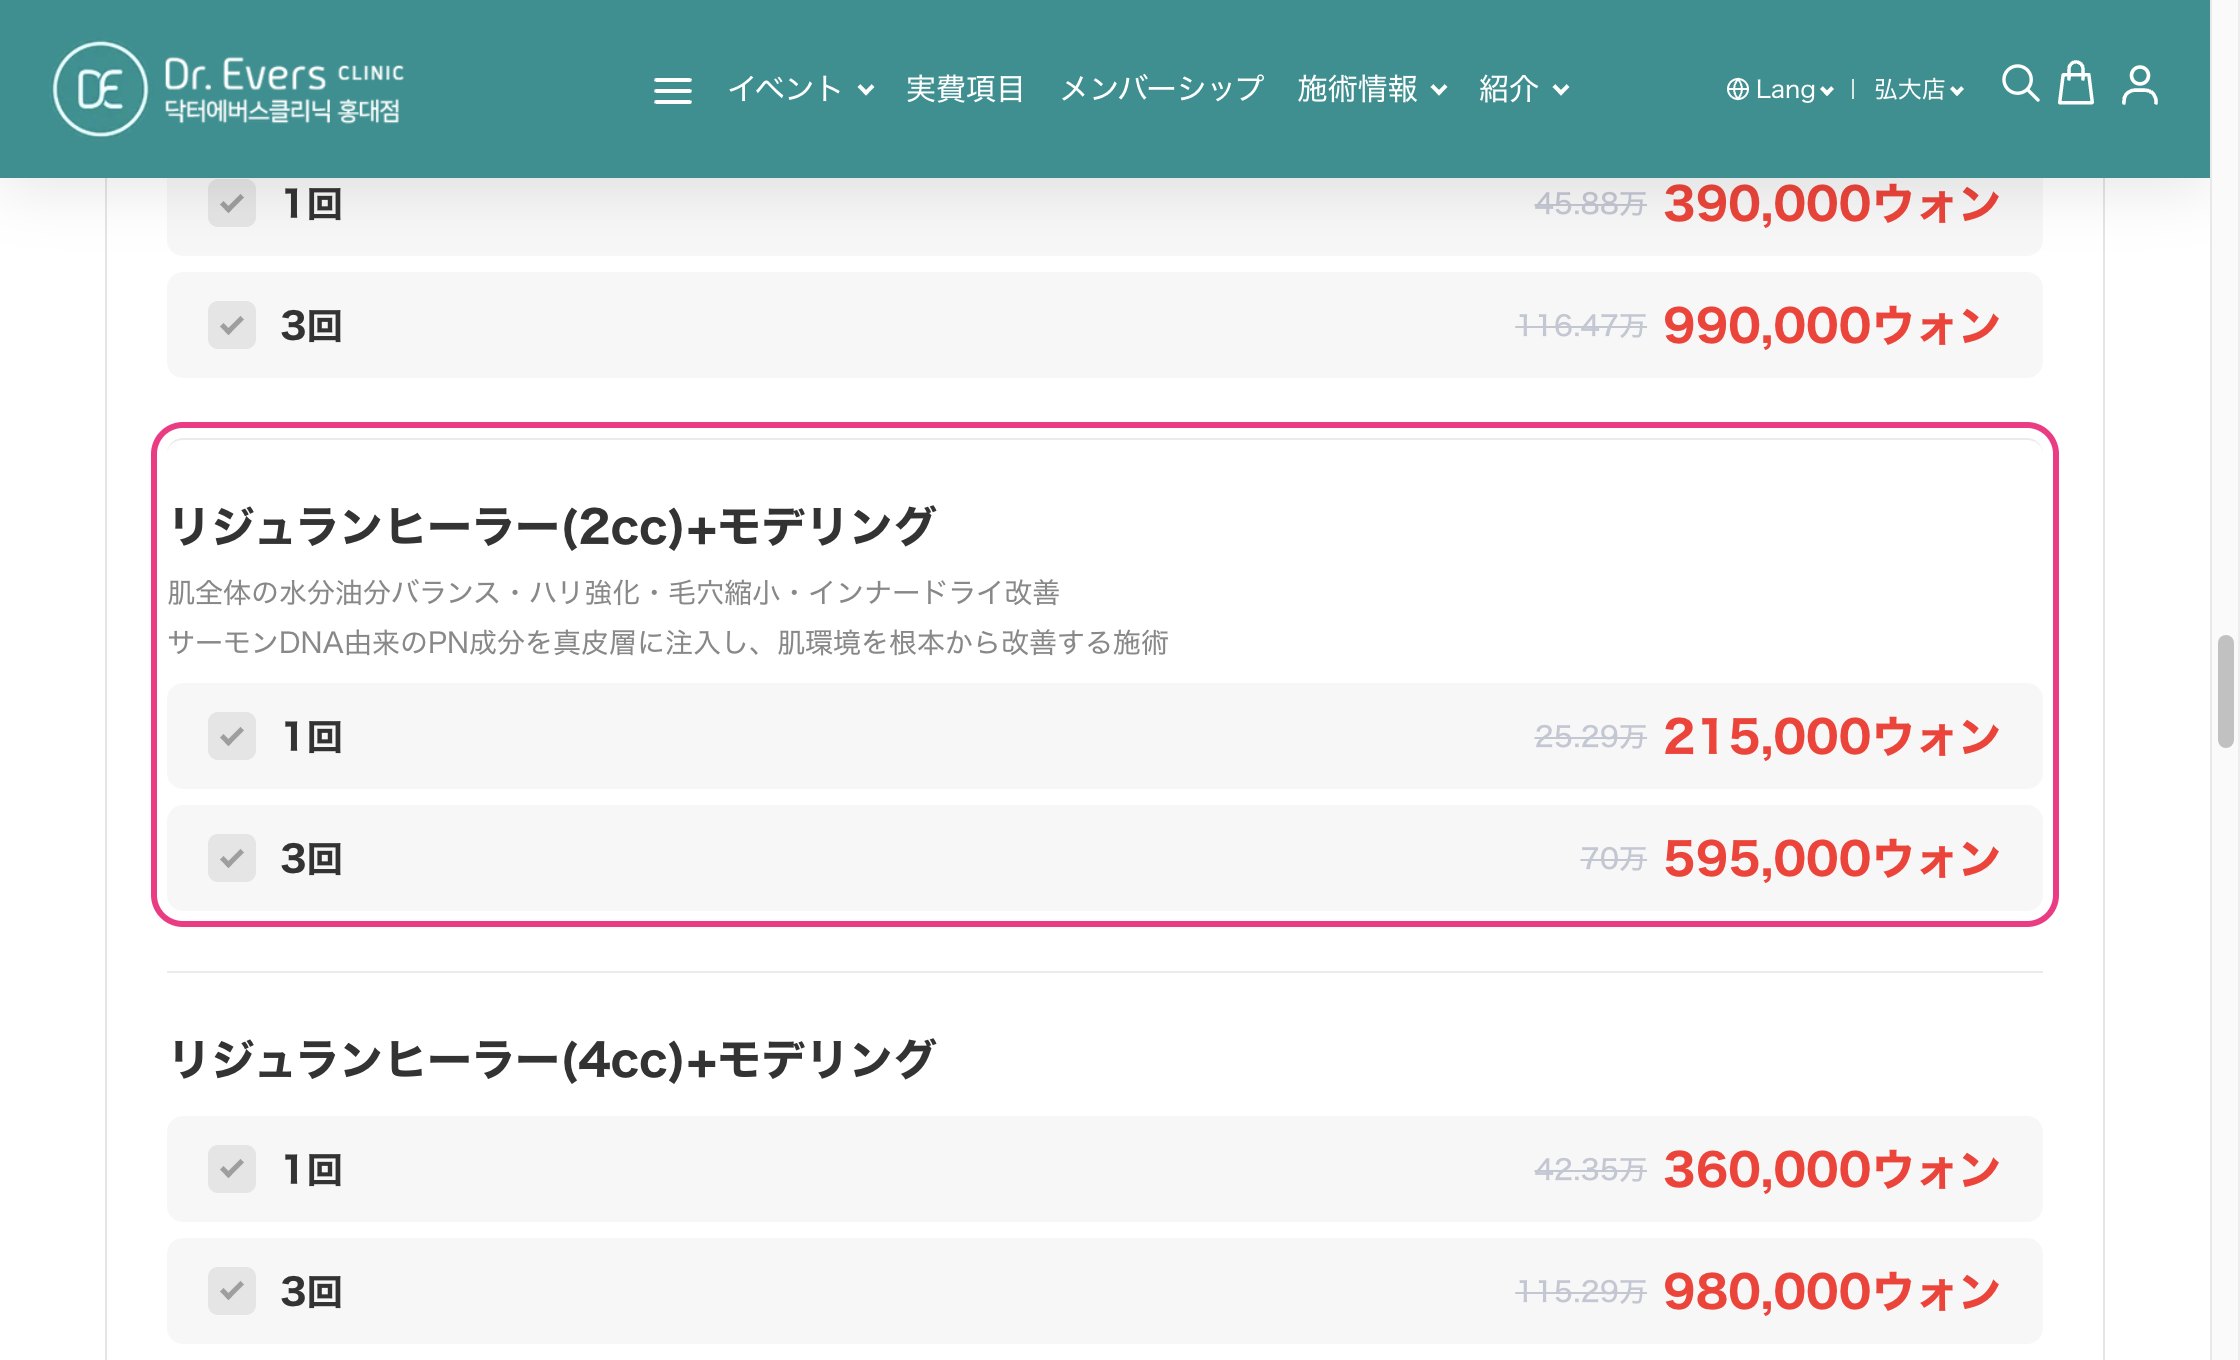 Dr. Evers CLINIC
닥터에버스클리닉 홍대점
イベント 実費項目 メンバーシップ 施術情報 紹介
Lang | 弘大店
1回 45.88万 390,000ウォン
3回 116.47万 990,000ウォン
リジュランヒーラー(2cc)+モデリング
肌全体の水分油分バランス・ハリ強化・毛穴縮小・インナードライ改善
サーモンDNA由来のPN成分を真皮層に注入し、肌環境を根本から改善する施術
1回 25.29万 215,000ウォン
3回 70万 595,000ウォン
リジュランヒーラー(4cc)+モデリング
1回 42.35万 360,000ウォン
3回 115.29万 980,000ウォン